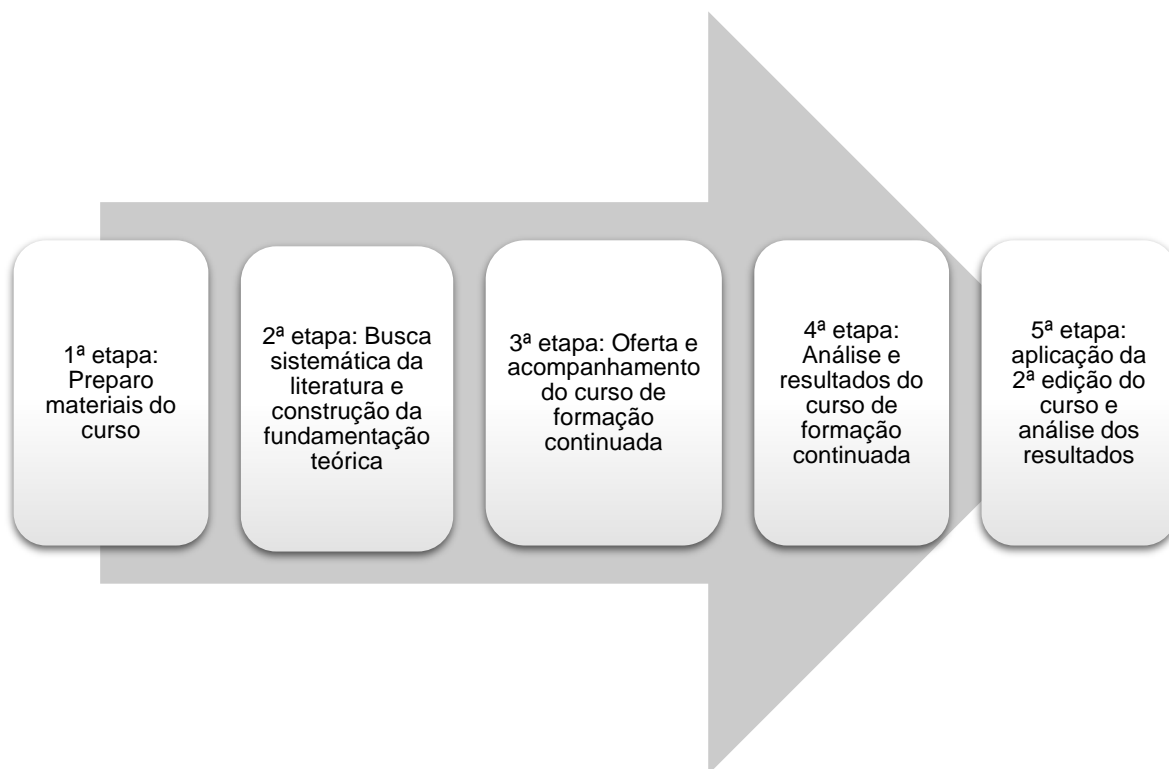 1ª etapa:
Preparo
materiais do
curso
2ª etapa: Busca
sistemática da
literatura e
construção da
fundamentação
teórica
3ª etapa: Oferta e
acompanhamento
do curso de
formação
continuada
4ª etapa:
Análise e
resultados do
curso de
formação
continuada
5ª etapa:
aplicação da
2ª edição do
curso e
análise dos
resultados